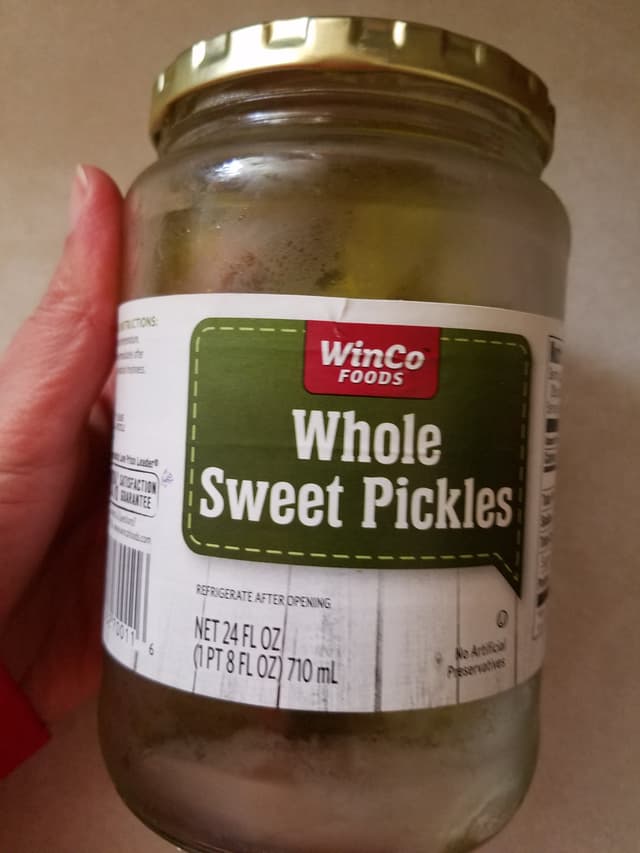 WinCo
FOODS
Whole
Sweet Pickles
REFRIGERATE AFTER OPENING
NET 24 FL OZ
(1 PT 8 FL OZ) 710 mL
No Artificial
Preservatives
SATISFACTION
GUARANTEE
6